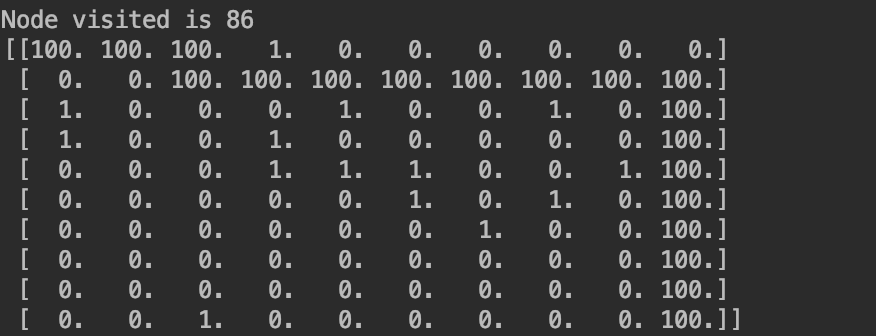 Node visited is 86
[[100. 100. 100.   1.   0.   0.   0.   0.   0.   0.]
 [  0.   0. 100. 100. 100. 100. 100. 100. 100. 100.]
 [  1.   0.   0.   0.   1.   0.   0.   1.   0. 100.]
 [  1.   0.   0.   1.   0.   0.   0.   0.   0. 100.]
 [  0.   0.   0.   1.   1.   1.   0.   0.   1. 100.]
 [  0.   0.   0.   0.   0.   1.   0.   1.   0. 100.]
 [  0.   0.   0.   0.   0.   0.   1.   0.   0. 100.]
 [  0.   0.   0.   0.   0.   0.   0.   0.   0. 100.]
 [  0.   0.   0.   0.   0.   0.   0.   0.   0. 100.]
 [  0.   0.   1.   0.   0.   0.   0.   0.   0. 100.]]